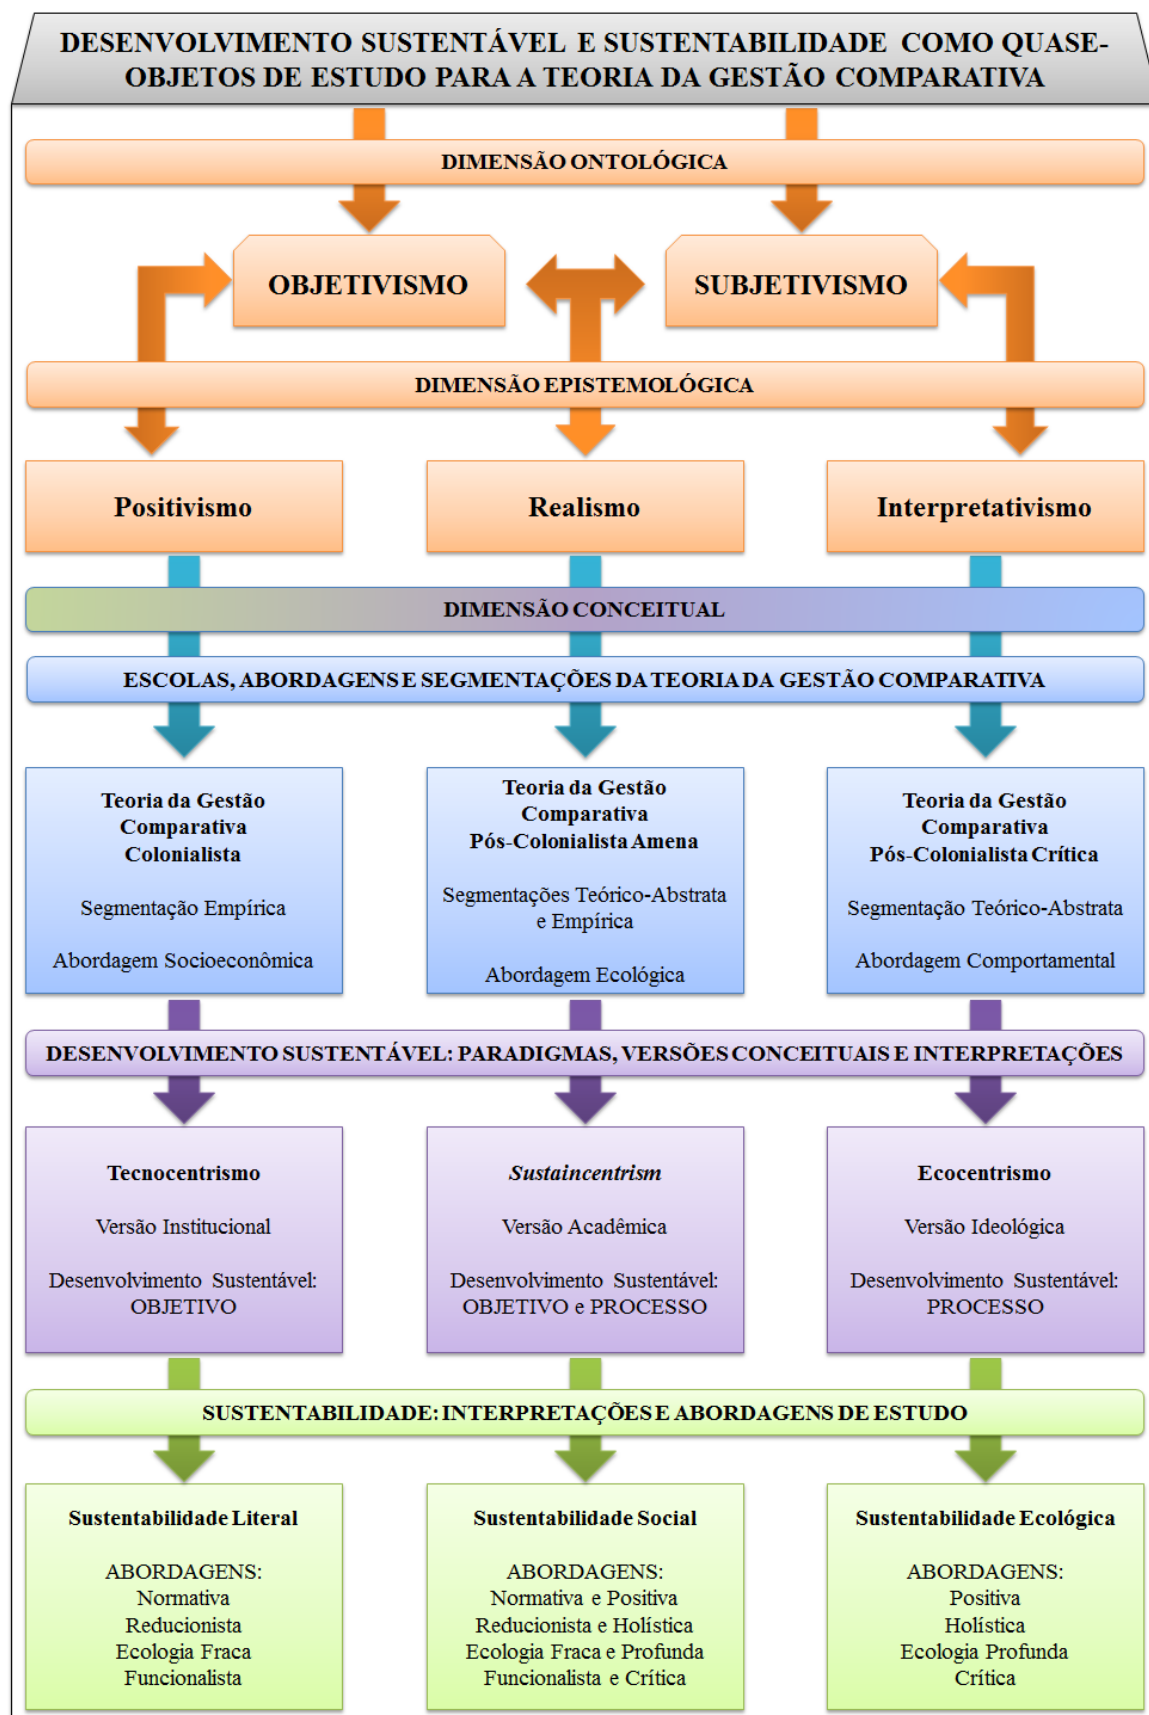 DESENVOLVIMENTO SUSTENTÁVEL E SUSTENTABILIDADE COMO QUASE-
OBJETOS DE ESTUDO PARA A TEORIA DA GESTÃO COMPARATIVA
DIMENSÃO ONTOLÓGICA
OBJETIVISMO
SUBJETIVISMO
DIMENSÃO EPISTEMOLÓGICA
Positivismo
Realismo
Interpretativismo
DIMENSÃO CONCEITUAL
ESCOLAS, ABORDAGENS E SEGMENTAÇÕES DA TEORIA DA GESTÃO COMPARATIVA
Teoria da Gestão
Comparativa
Colonialista
Segmentação Empírica
Abordagem Socioeconômica
Teoria da Gestão
Comparativa
Pós-Colonialista Amena
Segmentações Teórico-Abstrata
e Empírica
Abordagem Ecológica
Teoria da Gestão
Comparativa
Pós-Colonialista Crítica
Segmentação Teórico-Abstrata
Abordagem Comportamental
DESENVOLVIMENTO SUSTENTÁVEL: PARADIGMAS, VERSÕES CONCEITUAIS E INTERPRETAÇÕES
Tecnocentrismo
Versão Institucional
Desenvolvimento Sustentável:
OBJETIVO
Sustaincentrism
Versão Acadêmica
Desenvolvimento Sustentável:
OBJETIVO e PROCESSO
Ecocentrismo
Versão Ideológica
Desenvolvimento Sustentável:
PROCESSO
SUSTENTABILIDADE: INTERPRETAÇÕES E ABORDAGENS DE ESTUDO
Sustentabilidade Literal
ABORDAGENS:
Normativa
Reducionista
Ecologia Fraca
Funcionalista
Sustentabilidade Social
ABORDAGENS:
Normativa e Positiva
Reducionista e Holística
Ecologia Fraca e Profunda
Funcionalista e Crítica
Sustentabilidade Ecológica
ABORDAGENS:
Positiva
Holística
Ecologia Profunda
Crítica